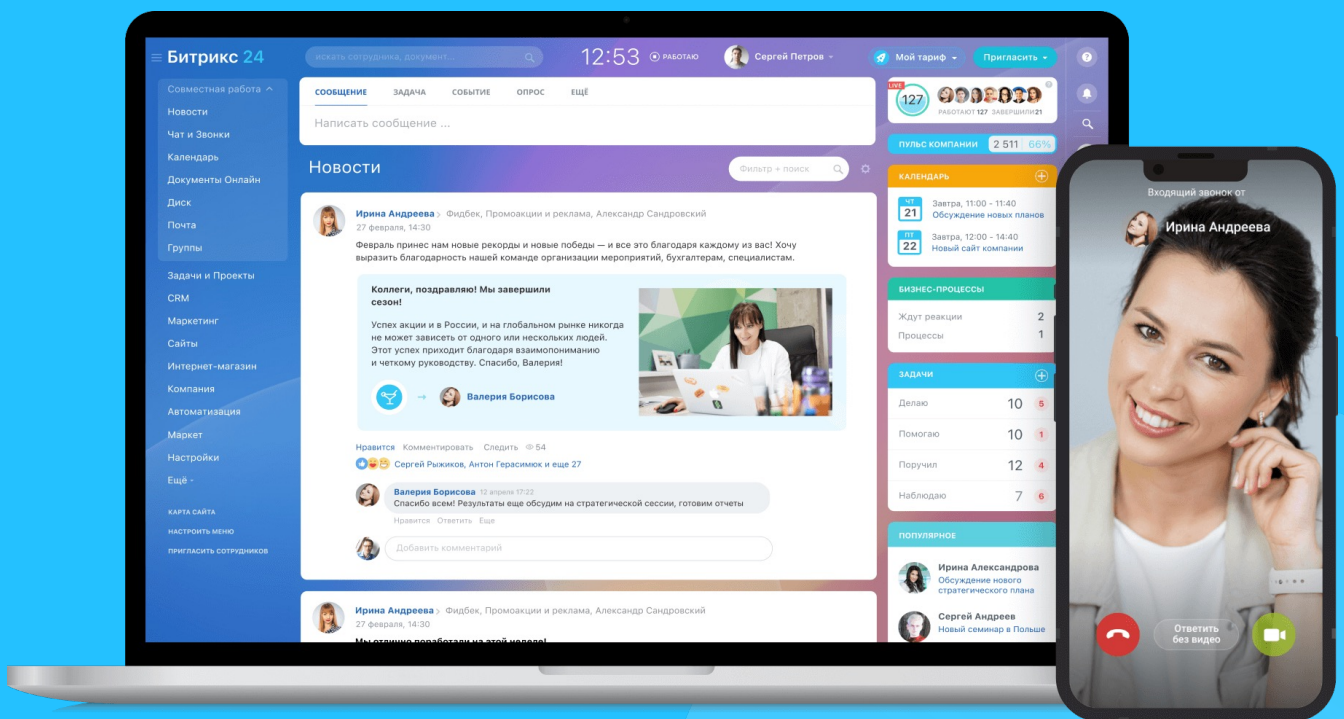 Битрикс 24
искать сотрудника, документ...
12:53
РАБОТАЮ
Сергей Петров
Мой тариф
Пригласить
Совместная работа
Новости
Чат и Звонки
Календарь
Документы Онлайн
Диск
Почта
Группы
Задачи и Проекты
CRM
Маркетинг
Сайты
Интернет-магазин
Компания
Автоматизация
Маркет
Настройки
Ещё
КАРТА САЙТА
НАСТРОИТЬ МЕНЮ
ПРИГЛАСИТЬ СОТРУДНИКОВ
СООБЩЕНИЕ ЗАДАЧА СОБЫТИЕ ОПРОС ЕЩЁ
Написать сообщение ...
Новости
Фильтр + поиск
Ирина Андреева > Фидбек, Промоакции и реклама, Александр Сандровский
27 февраля, 14:30
Февраль принес нам новые рекорды и новые победы — и все это благодаря каждому из вас! Хочу
выразить благодарность нашей команде организации мероприятий, бухгалтерам, специалистам.
Коллеги, поздравляю! Мы завершили
сезон!
Успех акции и в России, и на глобальном рынке никогда
не может зависеть от одного или нескольких людей.
Этот успех приходит благодаря взаимопониманию
и четкому руководству. Спасибо, Валерия!
Валерия Борисова
Нравится Комментировать Следить 54
Сергей Рыжиков, Антон Герасимюк и еще 27
Валерия Борисова 12 апреля 17:22
Спасибо всем! Результаты еще обсудим на стратегической сессии, готовим отчеты
Нравится Ответить Еще
Добавить комментарий
Ирина Андреева > Фидбек, Промоакции и реклама, Александр Сандровский
27 февраля, 14:30
Мы отлично поработали на этой неделе!
LIVE
127
РАБОТАЮТ 127 ЗАВЕРШИЛИ 21
ПУЛЬС КОМПАНИИ 2 511 66%
КАЛЕНДАРЬ
ЧТ
21
Завтра, 11:00 - 11:40
Обсуждение новых планов
ПТ
22
Завтра, 12:00 - 14:40
Новый сайт компании
БИЗНЕС-ПРОЦЕССЫ
Ждут реакции 2
Процессы 1
ЗАДАЧИ
Делаю 10 5
Помогаю 10 1
Поручил 12 4
Наблюдаю 7 6
ПОПУЛЯРНОЕ
Ирина Александрова
Обсуждение нового
стратегического плана
Сергей Андреев
Новый семинар в Польше
Входящий звонок от
Ирина Андреева
Ответить
без видео